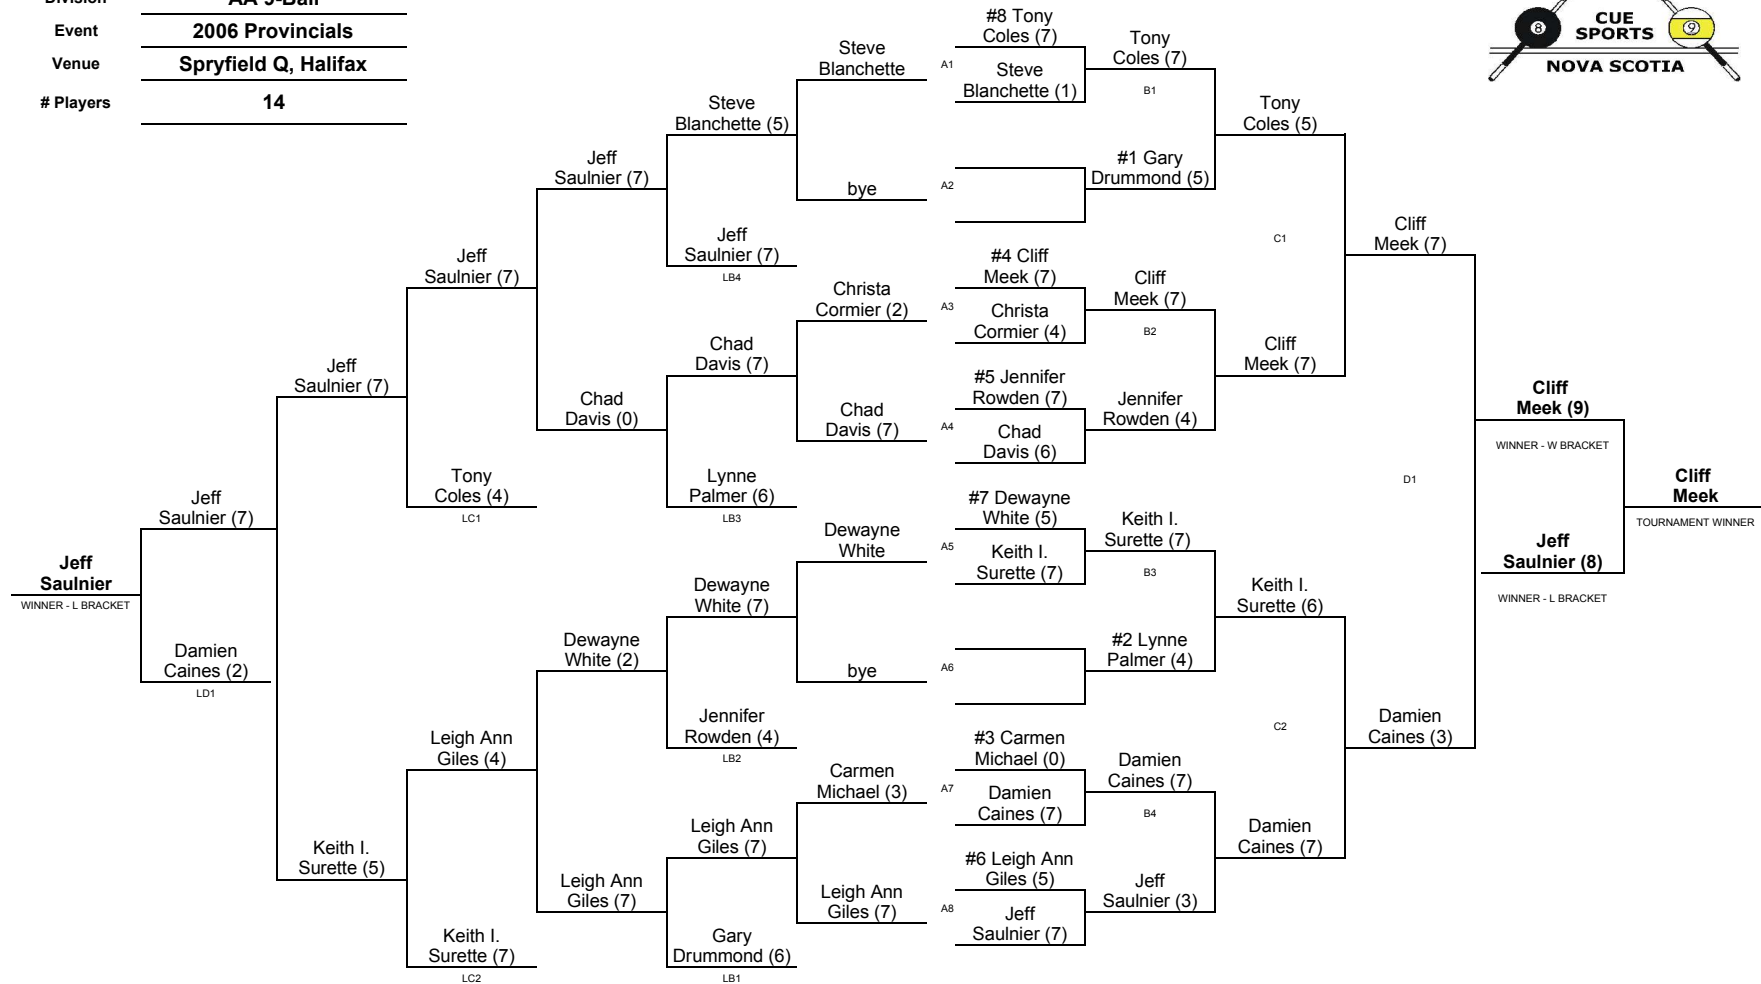 Division
AA 9-Ball
Event
2006 Provincials
Venue
Spryfield Q, Halifax
# Players
14
8
CUE
SPORTS
9
NOVA SCOTIA
Jeff
Saulnier
WINNER - L BRACKET
Jeff
Saulnier (7)
Damien
Caines (2)
LD1
Jeff
Saulnier (7)
Keith I.
Surette (5)
Jeff
Saulnier (7)
Tony
Coles (4)
LC1
Leigh Ann
Giles (4)
Keith I.
Surette (7)
LC2
Jeff
Saulnier (7)
Chad
Davis (0)
Dewayne
White (2)
Leigh Ann
Giles (7)
Steve
Blanchette (5)
Jeff
Saulnier (7)
LB4
Chad
Davis (7)
Lynne
Palmer (6)
LB3
Dewayne
White (7)
Jennifer
Rowden (4)
LB2
Leigh Ann
Giles (7)
Gary
Drummond (6)
LB1
Steve
Blanchette
bye
Christa
Cormier (2)
Chad
Davis (7)
Dewayne
White
bye
Carmen
Michael (3)
Leigh Ann
Giles (7)
#8 Tony
Coles (7)
A1
Steve
Blanchette (1)
A2
#4 Cliff
Meek (7)
A3
Christa
Cormier (4)
#5 Jennifer
Rowden (7)
A4
Chad
Davis (6)
#7 Dewayne
White (5)
A5
Keith I.
Surette (7)
A6
#3 Carmen
Michael (0)
A7
Damien
Caines (7)
#6 Leigh Ann
Giles (5)
A8
Jeff
Saulnier (7)
Tony
Coles (7)
B1
#1 Gary
Drummond (5)
Cliff
Meek (7)
B2
Jennifer
Rowden (4)
Keith I.
Surette (7)
B3
#2 Lynne
Palmer (4)
Damien
Caines (7)
B4
Jeff
Saulnier (3)
Tony
Coles (5)
C1
Cliff
Meek (7)
Keith I.
Surette (6)
C2
Damien
Caines (7)
Cliff
Meek (7)
D1
Damien
Caines (3)
Cliff
Meek (9)
WINNER - W BRACKET
Jeff
Saulnier (8)
WINNER - L BRACKET
Cliff
Meek
TOURNAMENT WINNER